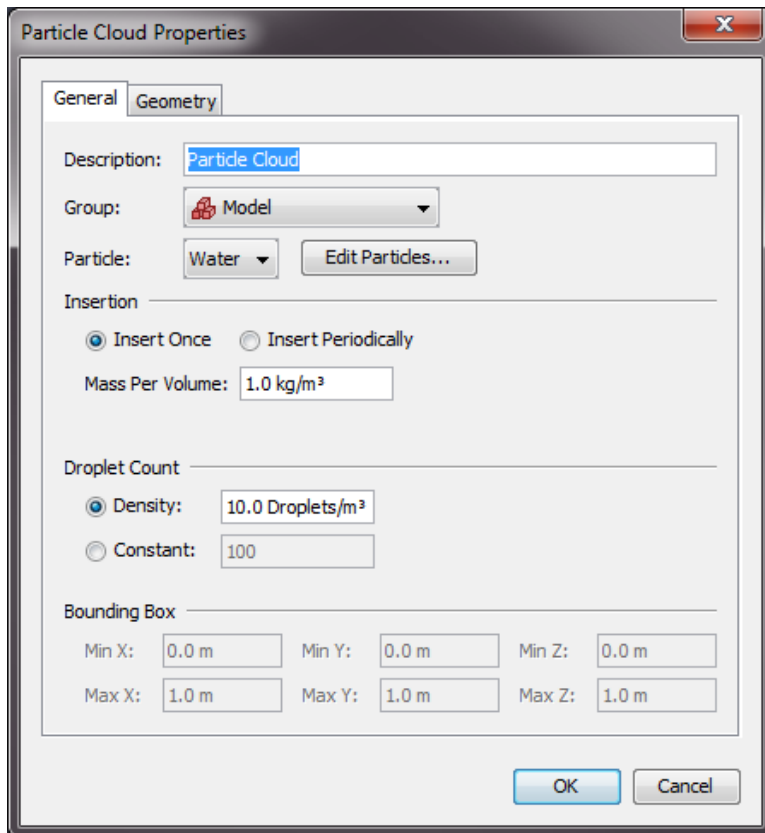 Particle Cloud Properties
General Geometry
Description: Particle Cloud
Group: Model
Particle: Water Edit Particles...
Insertion
Insert Once Insert Periodically
Mass Per Volume: 1.0 kg/m³
Droplet Count
Density: 10.0 Droplets/m³
Constant: 100
Bounding Box
Min X: 0.0 m Min Y: 0.0 m Min Z: 0.0 m
Max X: 1.0 m Max Y: 1.0 m Max Z: 1.0 m
OK Cancel